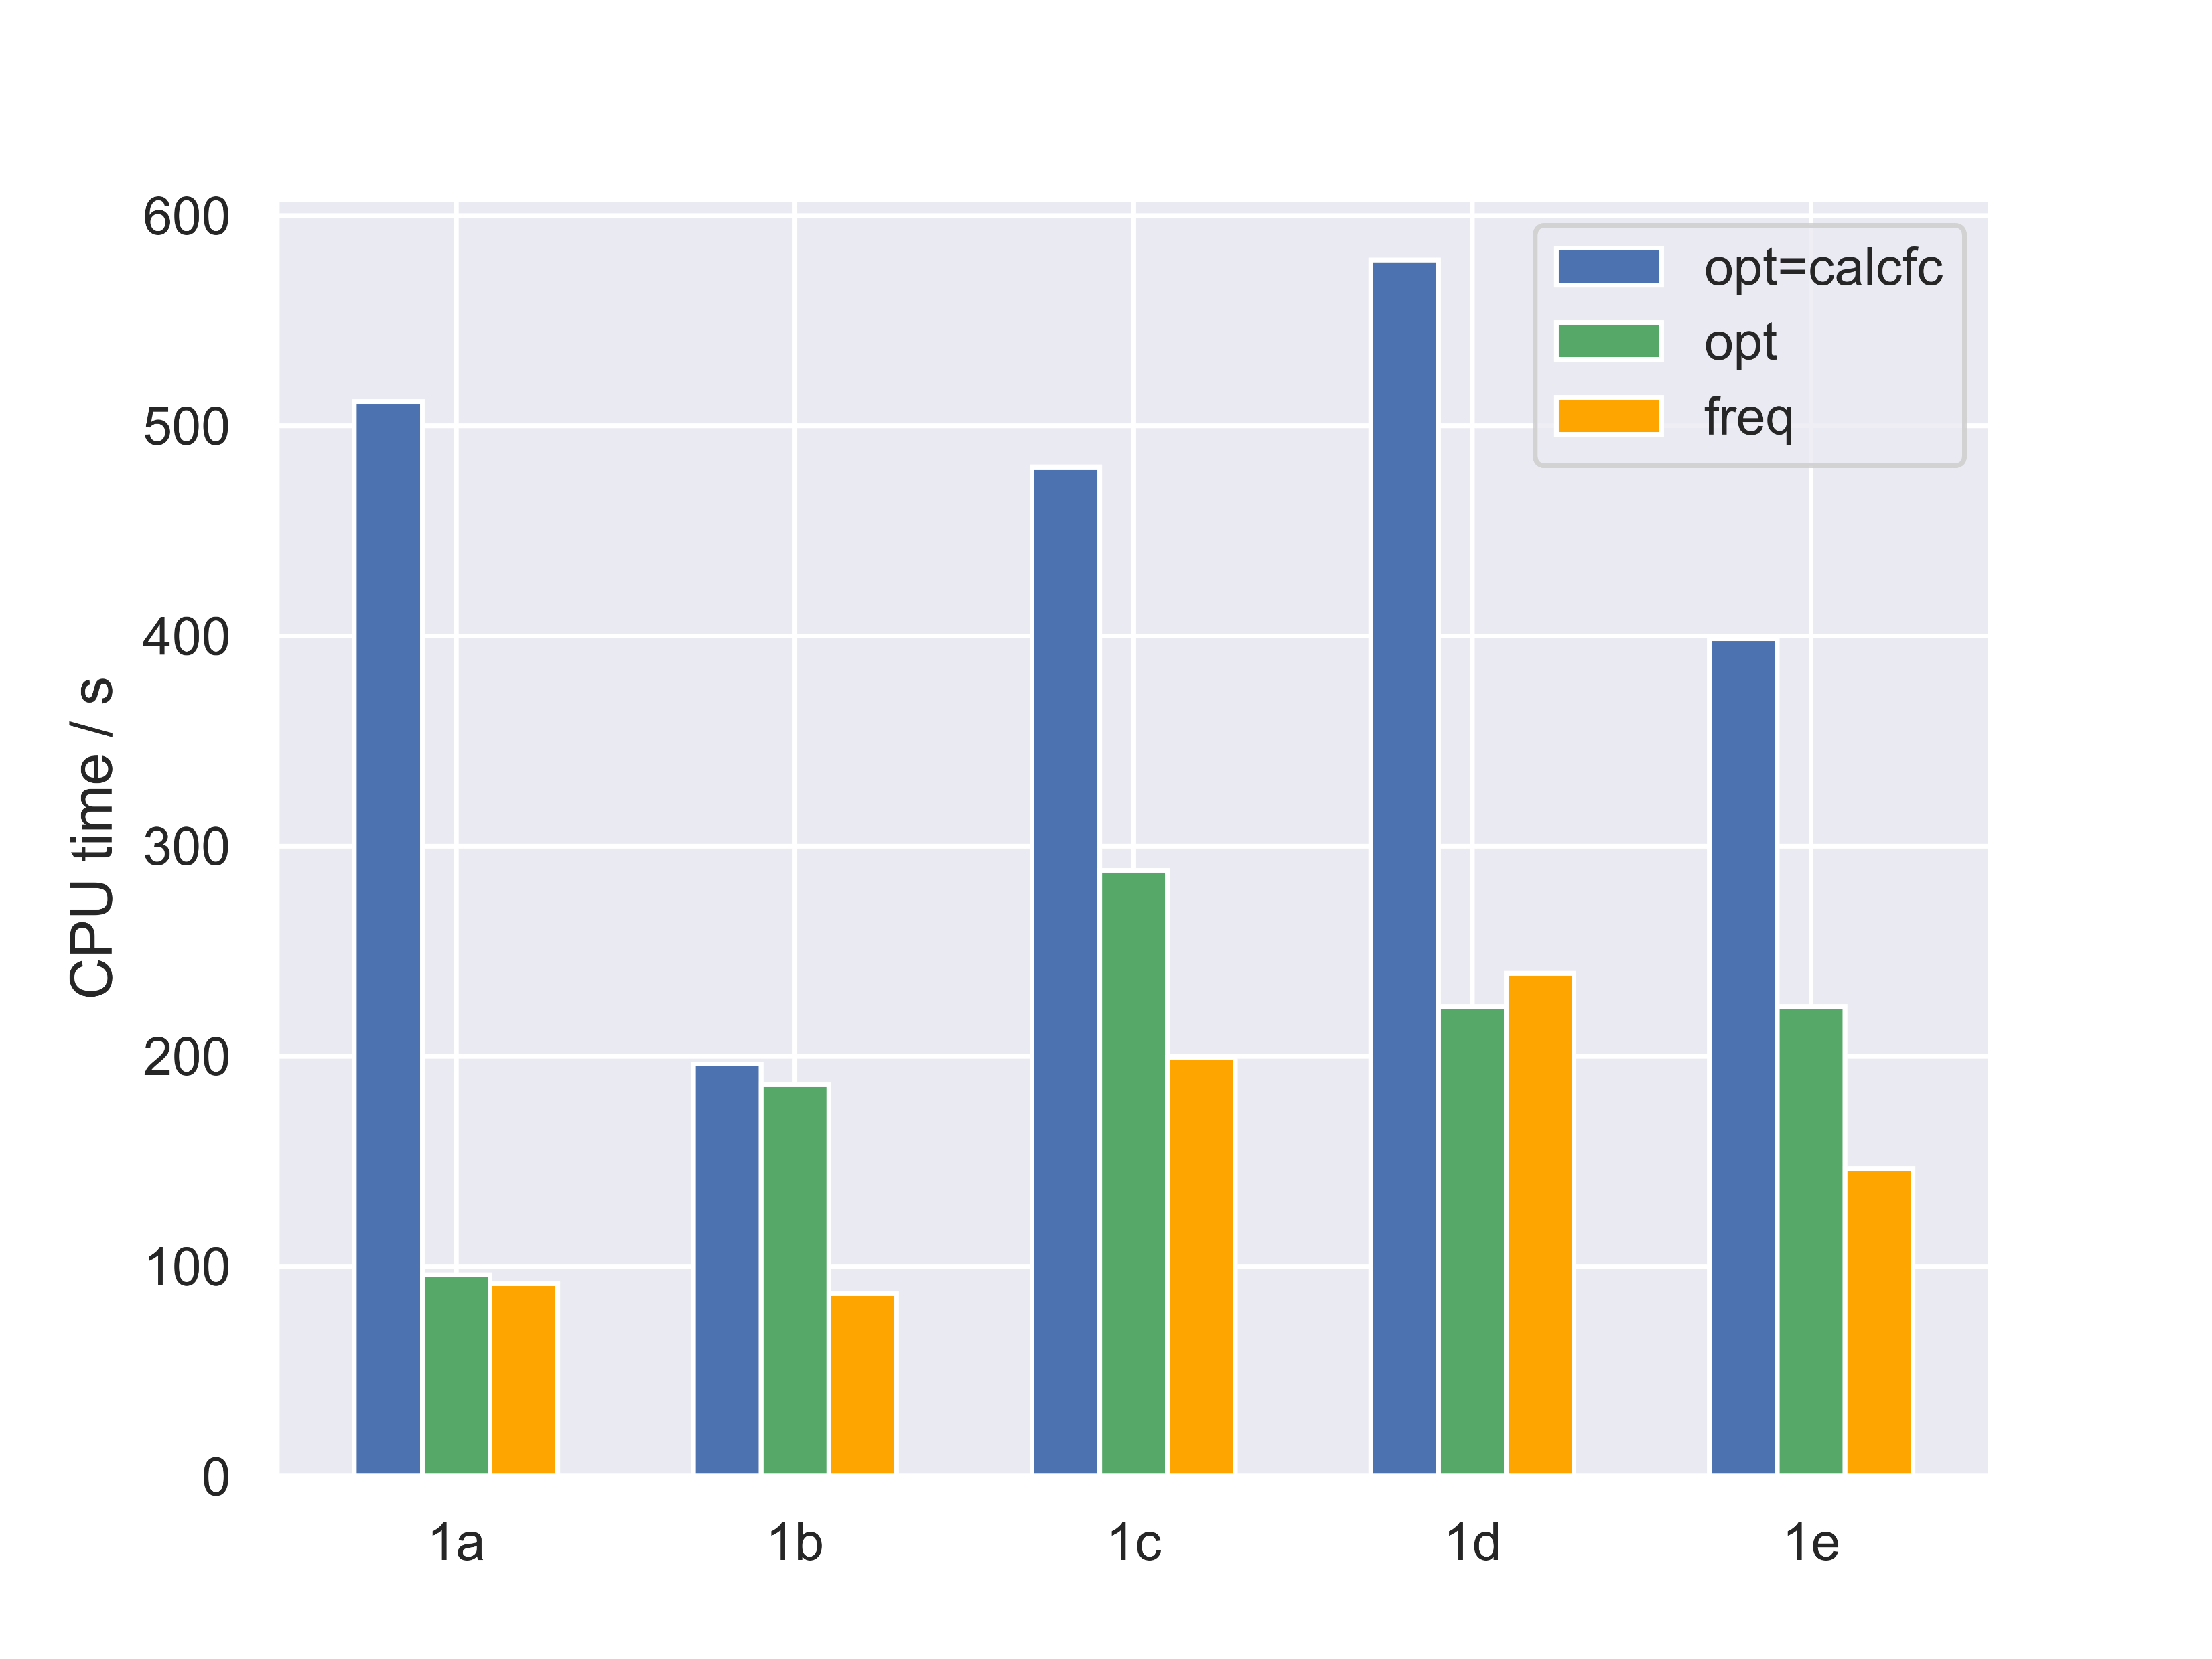 600
500
400
300
200
100
0
CPU time / s
opt=calcfc
opt
freq
1a
1b
1c
1d
1e